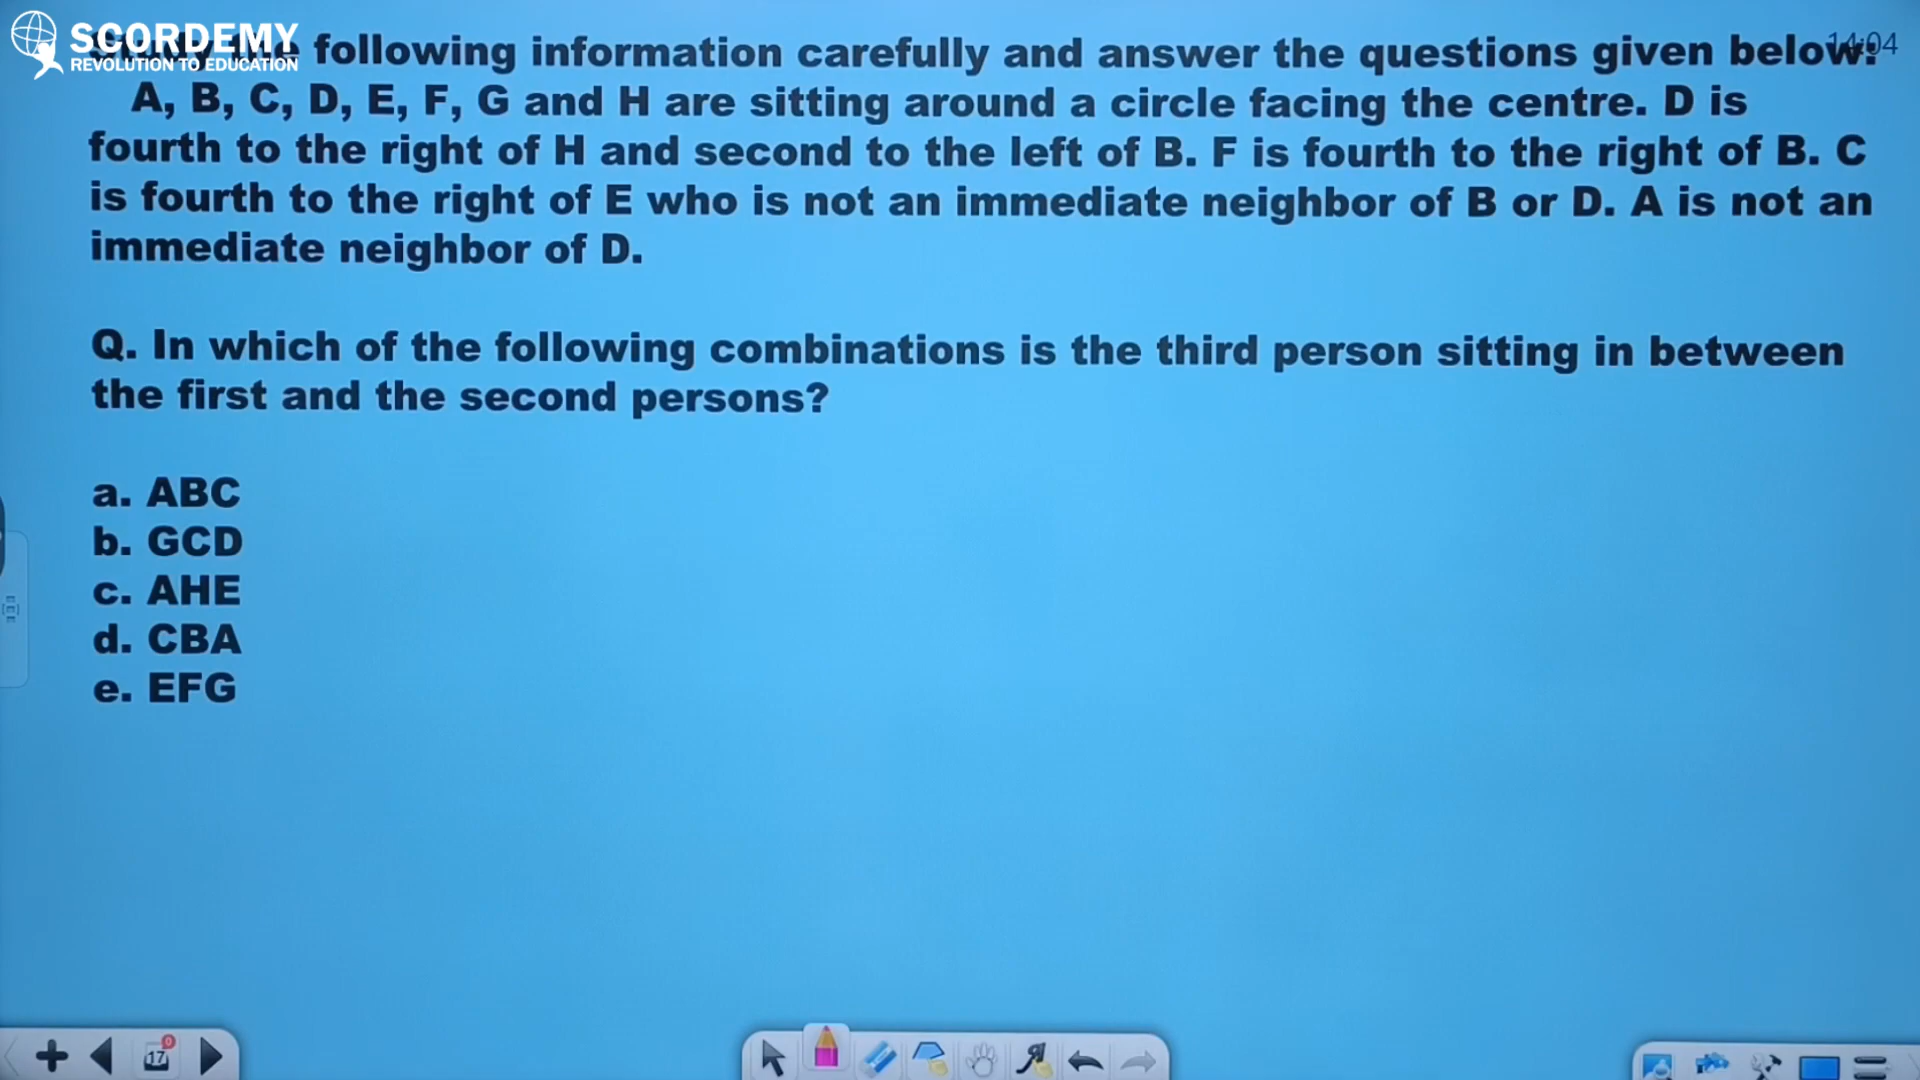 SCORDEMY
REVOLUTION TO EDUCATION
14:04
following information carefully and answer the questions given below:
A, B, C, D, E, F, G and H are sitting around a circle facing the centre. D is
fourth to the right of H and second to the left of B. F is fourth to the right of B. C
is fourth to the right of E who is not an immediate neighbor of B or D. A is not an
immediate neighbor of D.
Q. In which of the following combinations is the third person sitting in between
the first and the second persons?
a. ABC
b. GCD
c. AHE
d. CBA
e. EFG
17
0